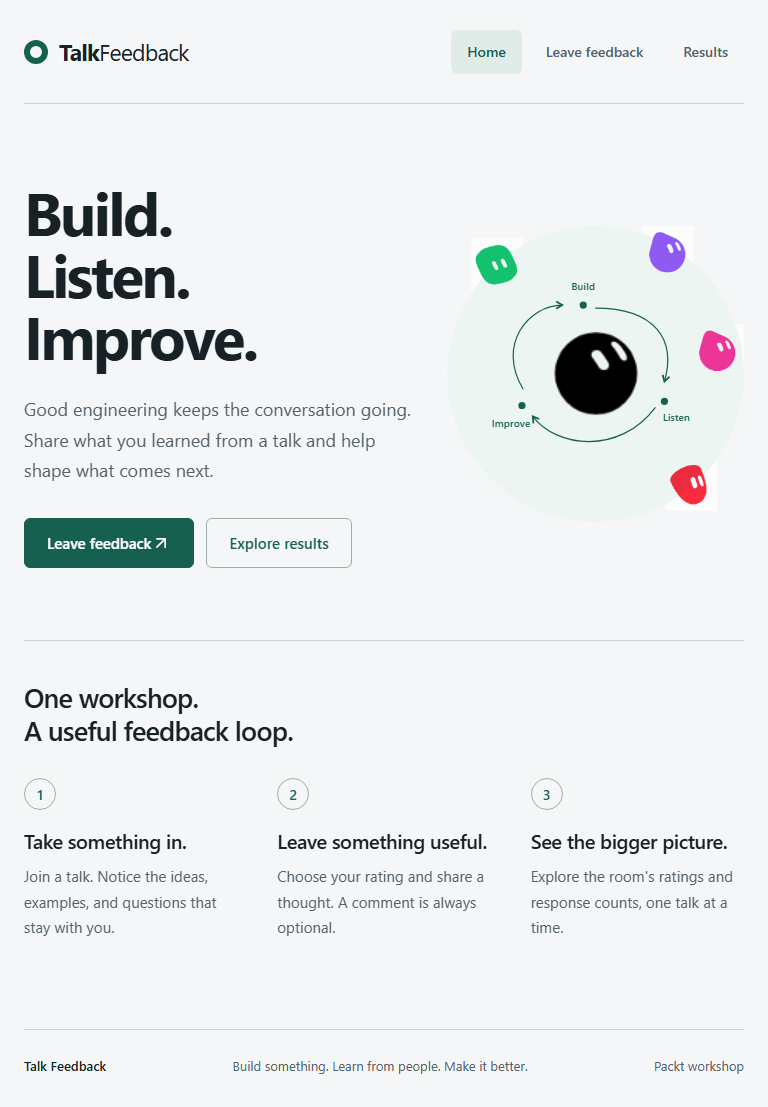 TalkFeedback
Home
Leave feedback
Results
Build.
Listen.
Improve.
Good engineering keeps the conversation going.
Share what you learned from a talk and help
shape what comes next.
Leave feedback
Explore results
Build
Listen
Improve
One workshop.
A useful feedback loop.
1
Take something in.
Join a talk. Notice the ideas,
examples, and questions that
stay with you.
2
Leave something useful.
Choose your rating and share a
thought. A comment is always
optional.
3
See the bigger picture.
Explore the room's ratings and
response counts, one talk at a
time.
Talk Feedback
Build something. Learn from people. Make it better.
Packt workshop